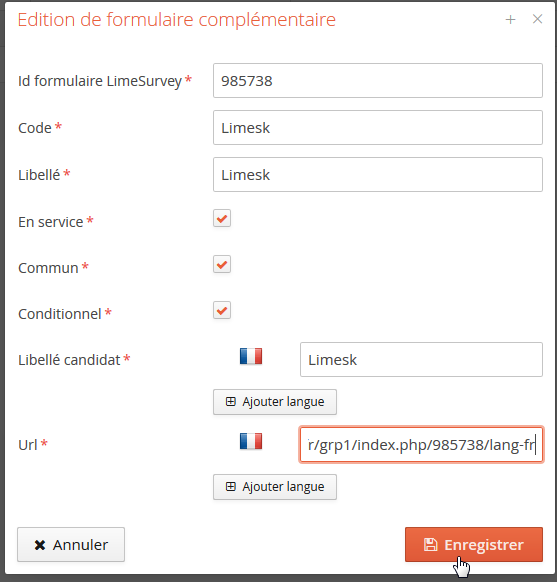 Edition de formulaire complémentaire
Id formulaire LimeSurvey * 985738
Code * Limesk
Libellé * Limesk
En service *
Commun *
Conditionnel *
Libellé candidat * Limesk
Ajouter langue
Url * r/grp1/index.php/985738/lang-fr
Ajouter langue
Annuler Enregistrer